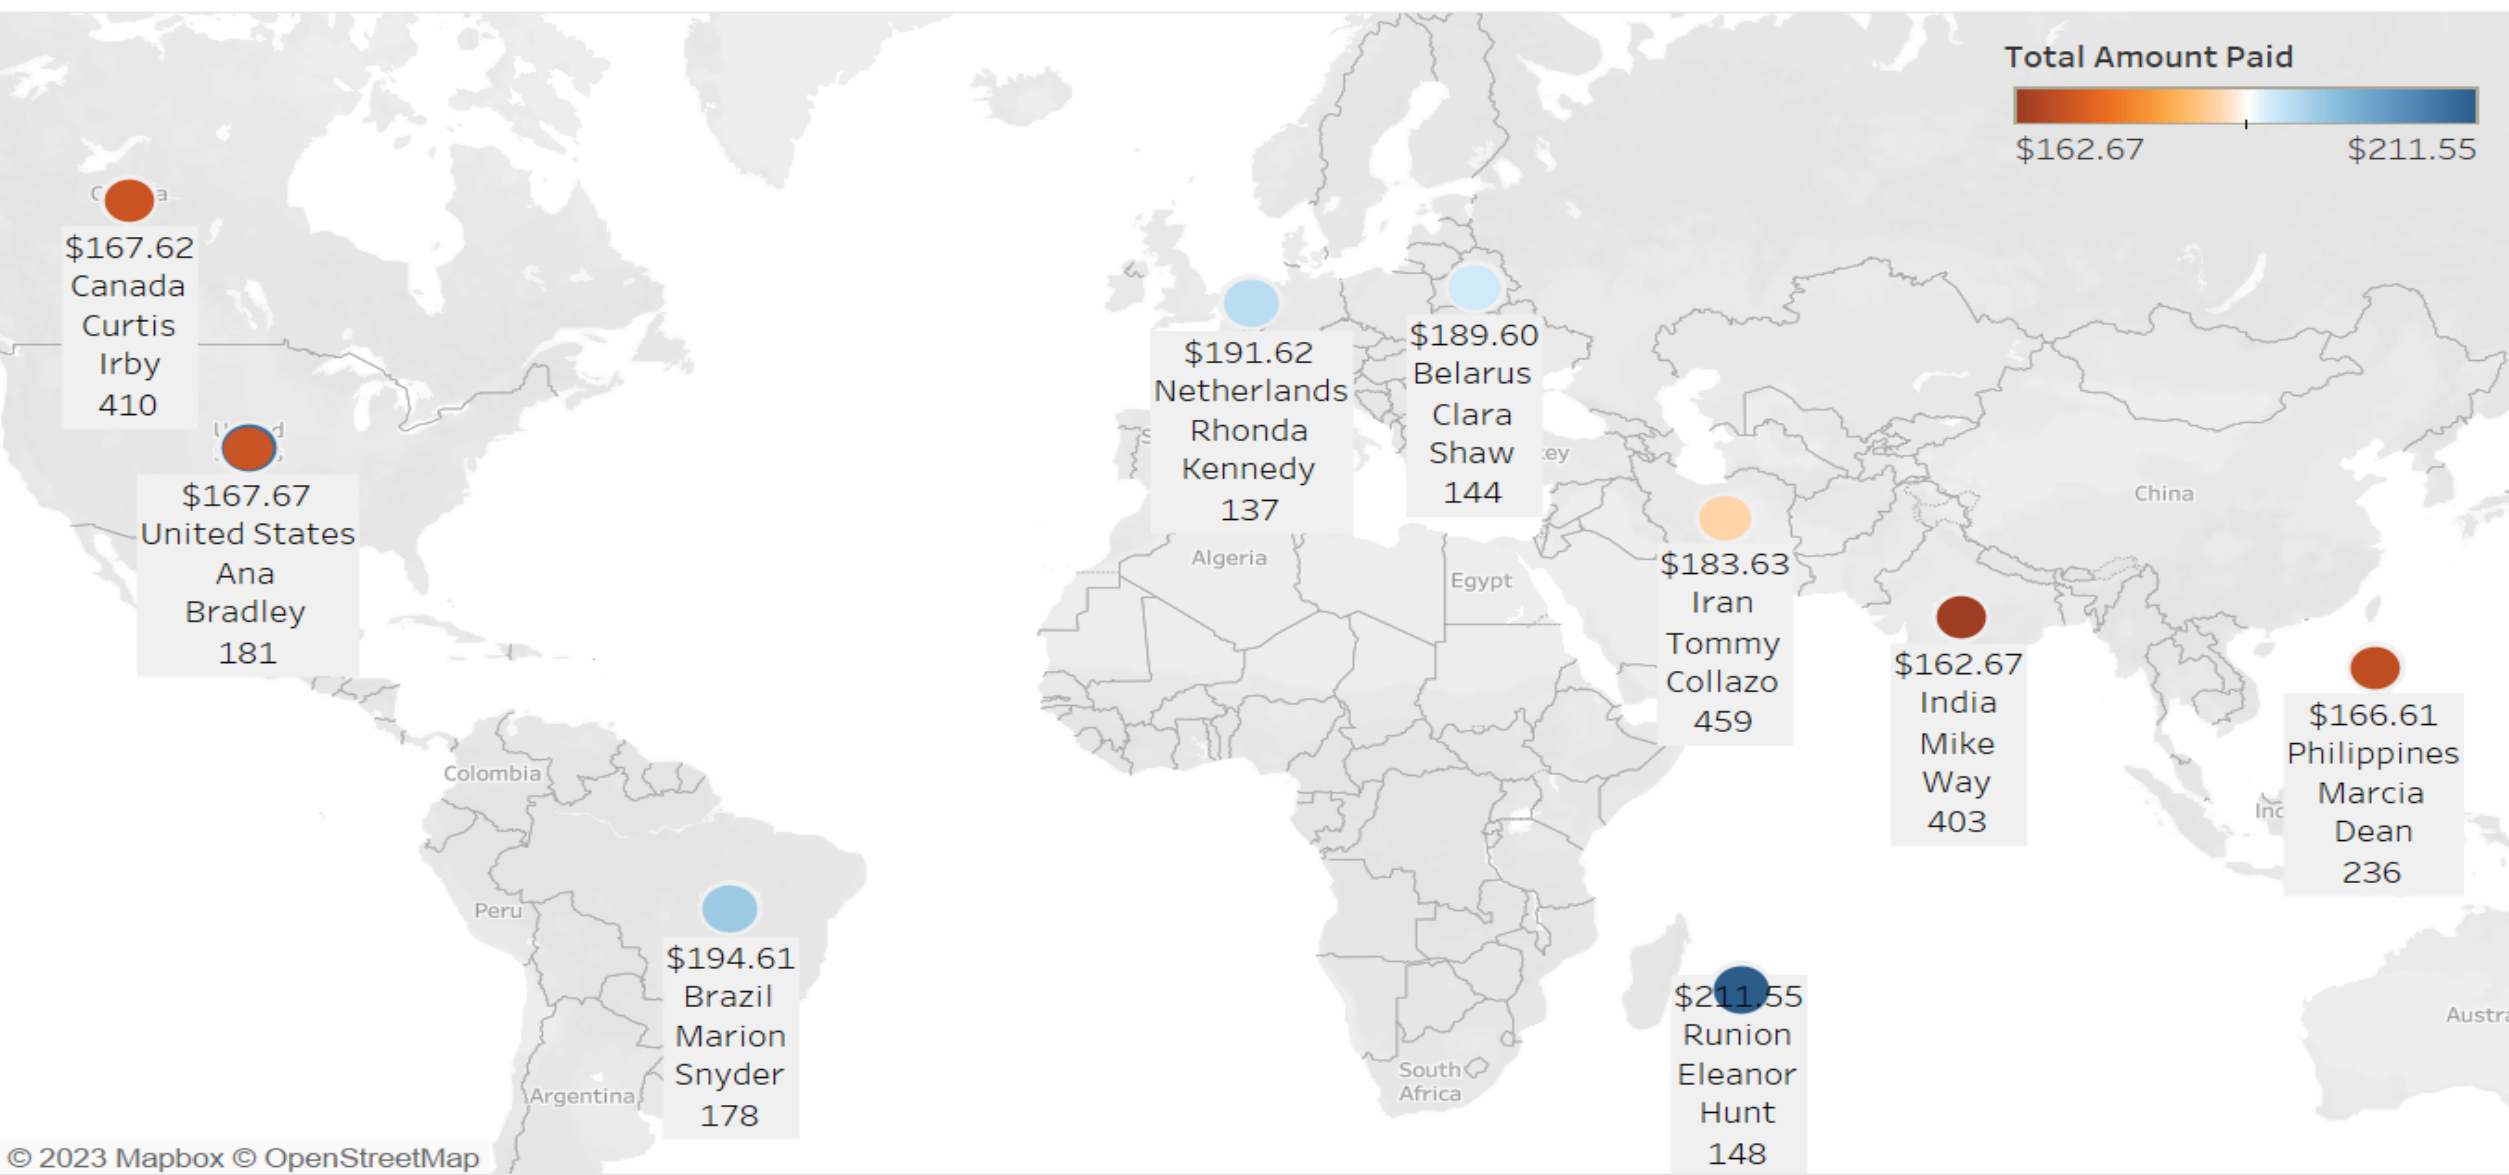 Total Amount Paid
$162.67 $211.55
$167.62
Canada
Curtis
Irby
410
$167.67
United States
Ana
Bradley
181
$191.62
Netherlands
Rhonda
Kennedy
137
$189.60
Belarus
Clara
Shaw
144
$183.63
Iran
Tommy
Collazo
459
$162.67
India
Mike
Way
403
$166.61
Philippines
Marcia
Dean
236
$194.61
Brazil
Marion
Snyder
178
$211.55
Runion
Eleanor
Hunt
148
China
Algeria
Egypt
Colombia
Peru
Argentina
South
Africa
© 2023 Mapbox © OpenStreetMap